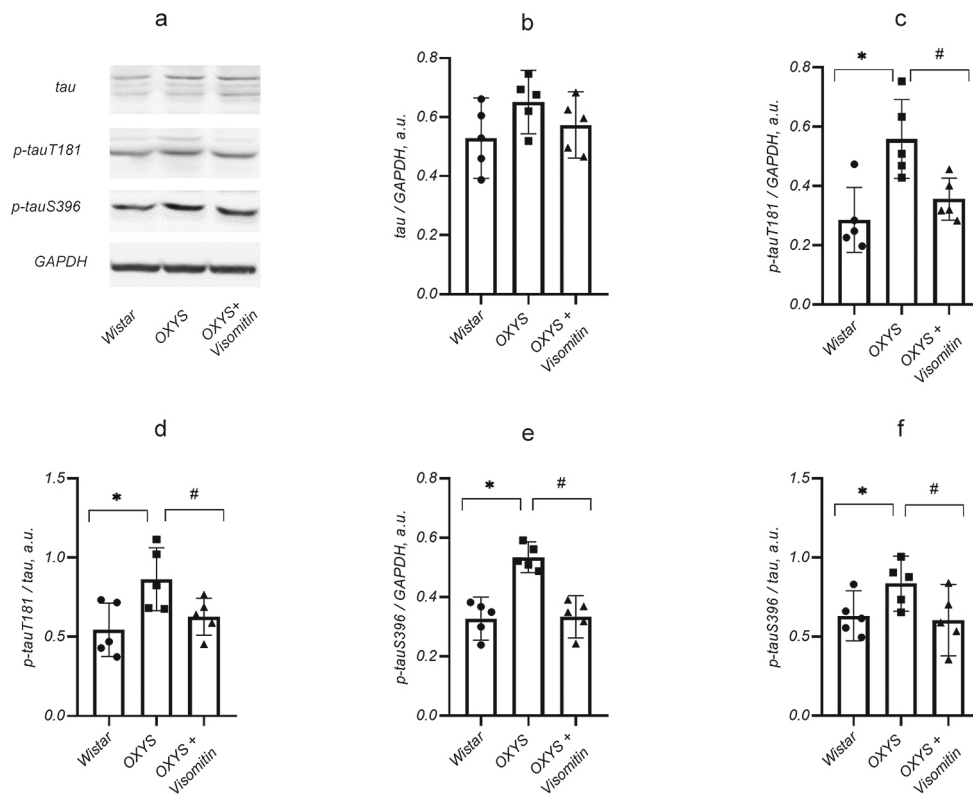 a
tau
p-tauT181
p-tauS396
GAPDH
Wistar
OXYS
OXYS+
Visomitin
b
tau / GAPDH, a.u.
0.8
0.6
0.4
0.2
0.0
Wistar
OXYS
OXYS +
Visomitin
c
* #
p-tauT181 / GAPDH, a.u.
0.8
0.6
0.4
0.2
0.0
Wistar
OXYS
OXYS +
Visomitin
d
* #
p-tauT181 / tau, a.u.
1.5
1.0
0.5
0.0
Wistar
OXYS
OXYS +
Visomitin
e
* #
p-tauS396 / GAPDH, a.u.
0.8
0.6
0.4
0.2
0.0
Wistar
OXYS
OXYS +
Visomitin
f
* #
p-tauS396 / tau, a.u.
1.5
1.0
0.5
0.0
Wistar
OXYS
OXYS +
Visomitin